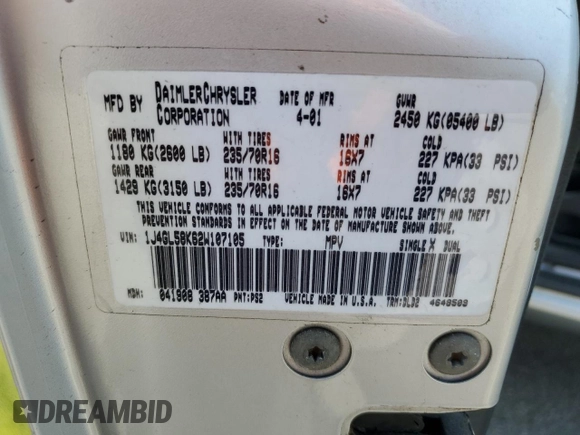 MFD BY DAIMLERCHRYSLER CORPORATION DATE OF MFR 4-01 GVWR 2450 KG(05400 LB)
GAWR FRONT WITH TIRES RIMS AT COLD
1180 KG(2600 LB) 235/70R16 16X7 227 KPA(33 PSI)
GAWR REAR WITH TIRES RIMS AT COLD
1429 KG(3150 LB) 235/70R16 16X7 227 KPA(33 PSI)
THIS VEHICLE CONFORMS TO ALL APPLICABLE FEDERAL MOTOR VEHICLE SAFETY AND THEFT
PREVENTION STANDARDS IN EFFECT ON THE DATE OF MANUFACTURE SHOWN ABOVE.
VIN: 1J4GL58K62W107105 TYPE: MPV SINGLE X DUAL
MDH: 041908 387AA PNT:PS2 VEHICLE MADE IN U.S.A. TRM:BLD2 4648509
DREAMBID